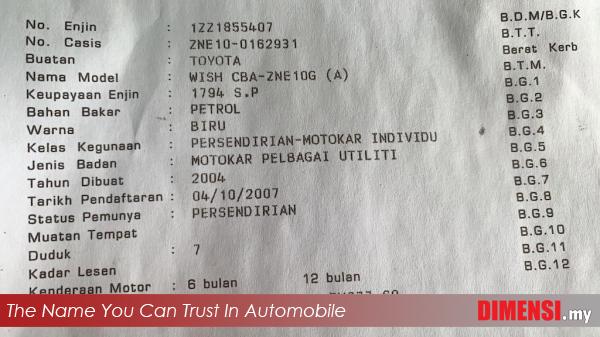 No. Enjin : 1ZZ1855407 B.D.M/B.G.K
No. Casis : ZNE10-0162931 B.T.T.
Buatan : TOYOTA Berat Kerb
Nama Model : WISH CBA-ZNE10G (A) B.T.M.
Keupayaan Enjin : 1794 S.P B.G.1
Bahan Bakar : PETROL B.G.2
Warna : BIRU B.G.3
Kelas Kegunaan : PERSENDIRIAN-MOTOKAR INDIVIDU B.G.4
Jenis Badan : MOTOKAR PELBAGAI UTILITI B.G.5
Tahun Dibuat : 2004 B.G.6
Tarikh Pendaftaran : 04/10/2007 B.G.7
Status Pemunya : PERSENDIRIAN B.G.8
Muatan Tempat B.G.9
Duduk : 7 B.G.10
Kadar Lesen B.G.11
Kenderaan Motor : 6 bulan 12 bulan B.G.12
The Name You Can Trust In Automobile
DIMENSI.my